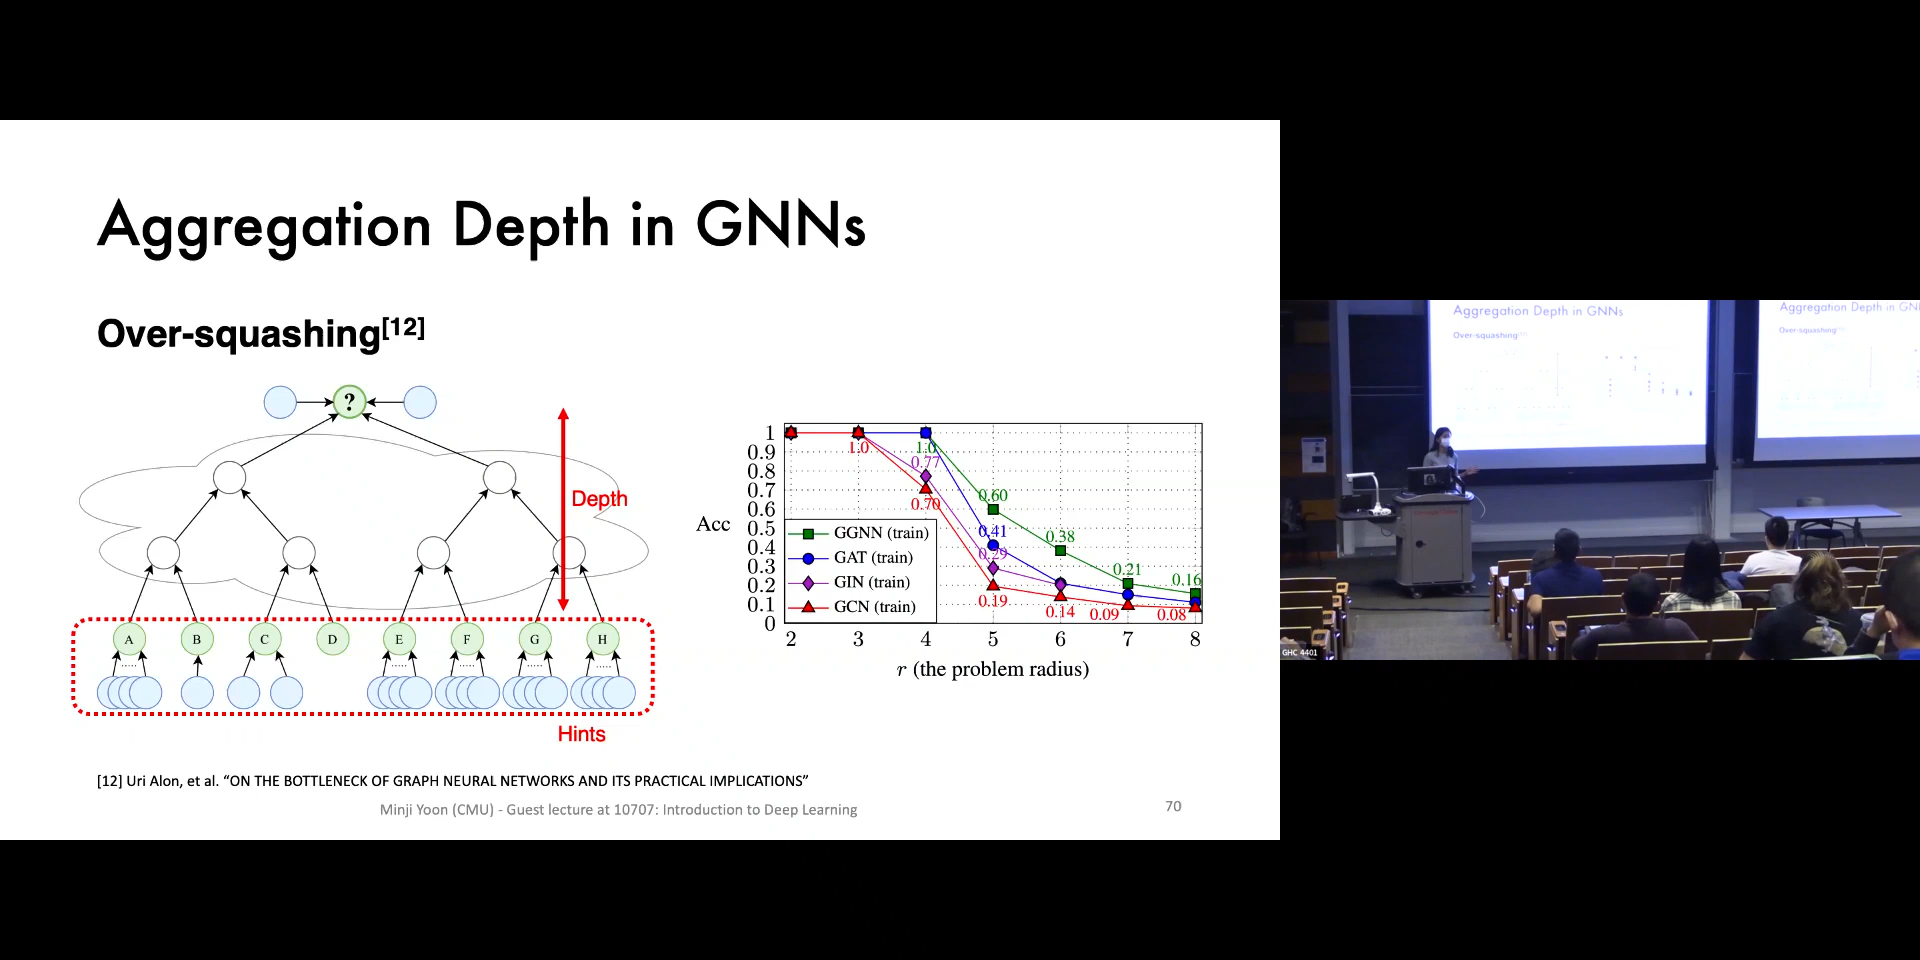 Aggregation Depth in GNNs
Over-squashing[12]
?
Depth
A B C D E F G H
..... ..... ..... ..... .....
Hints
Acc
1
0.9
0.8
0.7
0.6
0.5
0.4
0.3
0.2
0.1
0
1.0
1.0
0.77
0.70
0.60
0.41
0.29
0.19
0.38
0.14
0.21
0.09
0.16
0.08
GGNN (train)
GAT (train)
GIN (train)
GCN (train)
2 3 4 5 6 7 8
r (the problem radius)
[12] Uri Alon, et al. “ON THE BOTTLENECK OF GRAPH NEURAL NETWORKS AND ITS PRACTICAL IMPLICATIONS”
Minji Yoon (CMU) - Guest lecture at 10707: Introduction to Deep Learning
70
Aggregation Depth in GNNs
Over-squashing
Aggregation Depth in GN
Over-squashing
GHC 4401